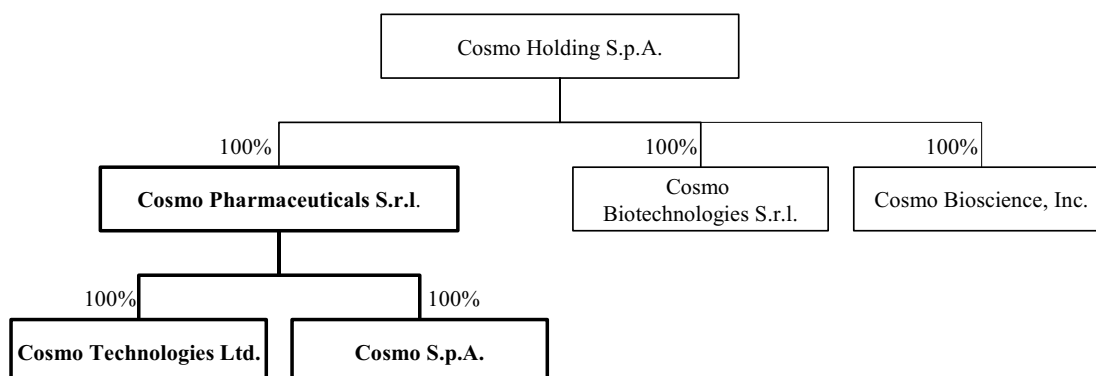 Cosmo Holding S.p.A.
100%
100%
100%
Cosmo Pharmaceuticals S.r.l.
Cosmo
Biotechnologies S.r.l.
Cosmo Bioscience, Inc.
100%
100%
Cosmo Technologies Ltd.
Cosmo S.p.A.